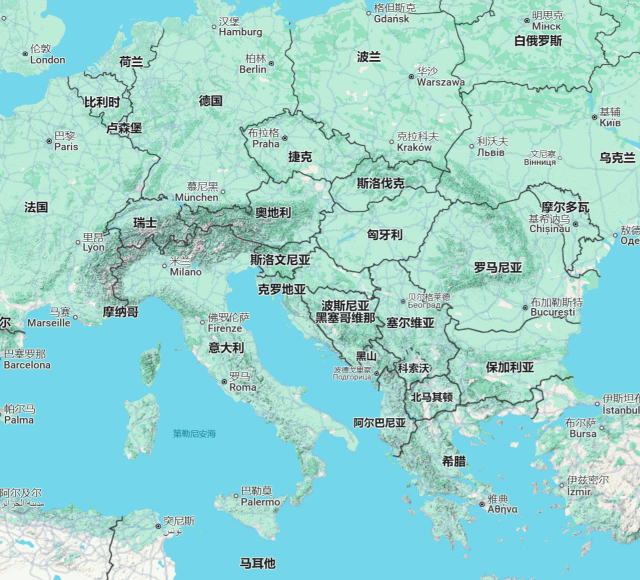 格但斯克
Gdańsk
汉堡
Hamburg
明思克
Мінск
白俄罗斯
伦敦
London
荷兰
柏林
Berlin
波兰
华沙
Warszawa
比利时
德国
基辅
Київ
卢森堡
巴黎
Paris
布拉格
Praha
捷克
克拉科夫
Kraków
利沃夫
Львів
文尼察
Вінниця
乌克兰
慕尼黑
München
斯洛伐克
法国
瑞士
奥地利
匈牙利
摩尔多瓦
基希讷乌
Chișinău
敖德
Оде
里昂
Lyon
米兰
Milano
斯洛文尼亚
罗马尼亚
克罗地亚
波斯尼亚
黑塞哥维那
贝尔格莱德
Београд
布加勒斯特
București
马赛
Marseille
摩纳哥
佛罗伦萨
Firenze
塞尔维亚
尔
意大利
黑山
波德戈里察
Подгорица
科索沃
保加利亚
巴塞罗那
Barcelona
罗马
Roma
北马其顿
伊斯坦布
İstanbul
帕尔马
Palma
阿尔巴尼亚
布尔萨
Bursa
第勒尼安海
希腊
伊兹密尔
İzmir
阿尔及尔
巴勒莫
Palermo
雅典
Αθήνα
突尼斯
تونس
马耳他